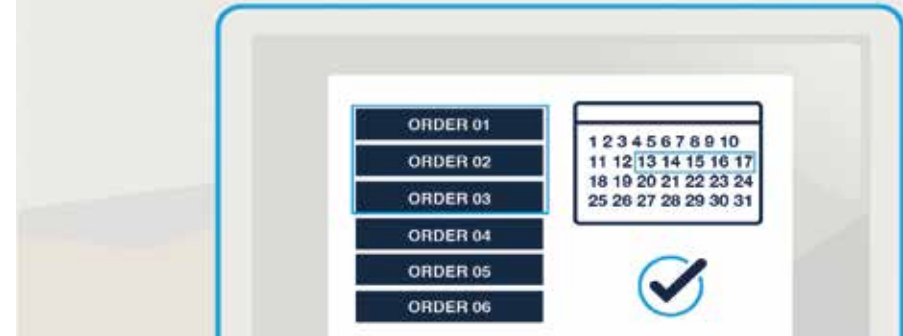 ORDER 01
ORDER 02
ORDER 03
ORDER 04
ORDER 05
ORDER 06
1 2 3 4 5 6 7 8 9 10
11 12 13 14 15 16 17
18 19 20 21 22 23 24
25 26 27 28 29 30 31